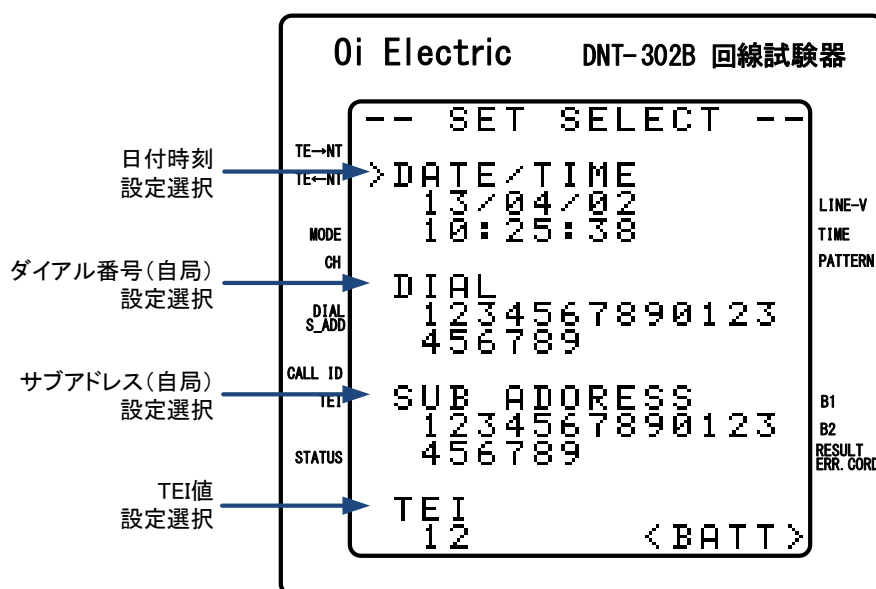 Oi Electric DNT-302B 回線試験器
-- SET SELECT --
日付時刻
設定選択
TE→NT
TE←NT
>DATE/TIME
13/04/02
10:25:38
LINE-V
TIME
PATTERN
MODE
CH
ダイアル番号(自局)
設定選択
DIAL
1234567890123
456789
DIAL
S_ADD
サブアドレス(自局)
設定選択
CALL ID
TEI
SUB ADORESS
1234567890123
456789
B1
B2
RESULT
ERR.CORD
STATUS
TEI値
設定選択
TEI
12 <BATT>